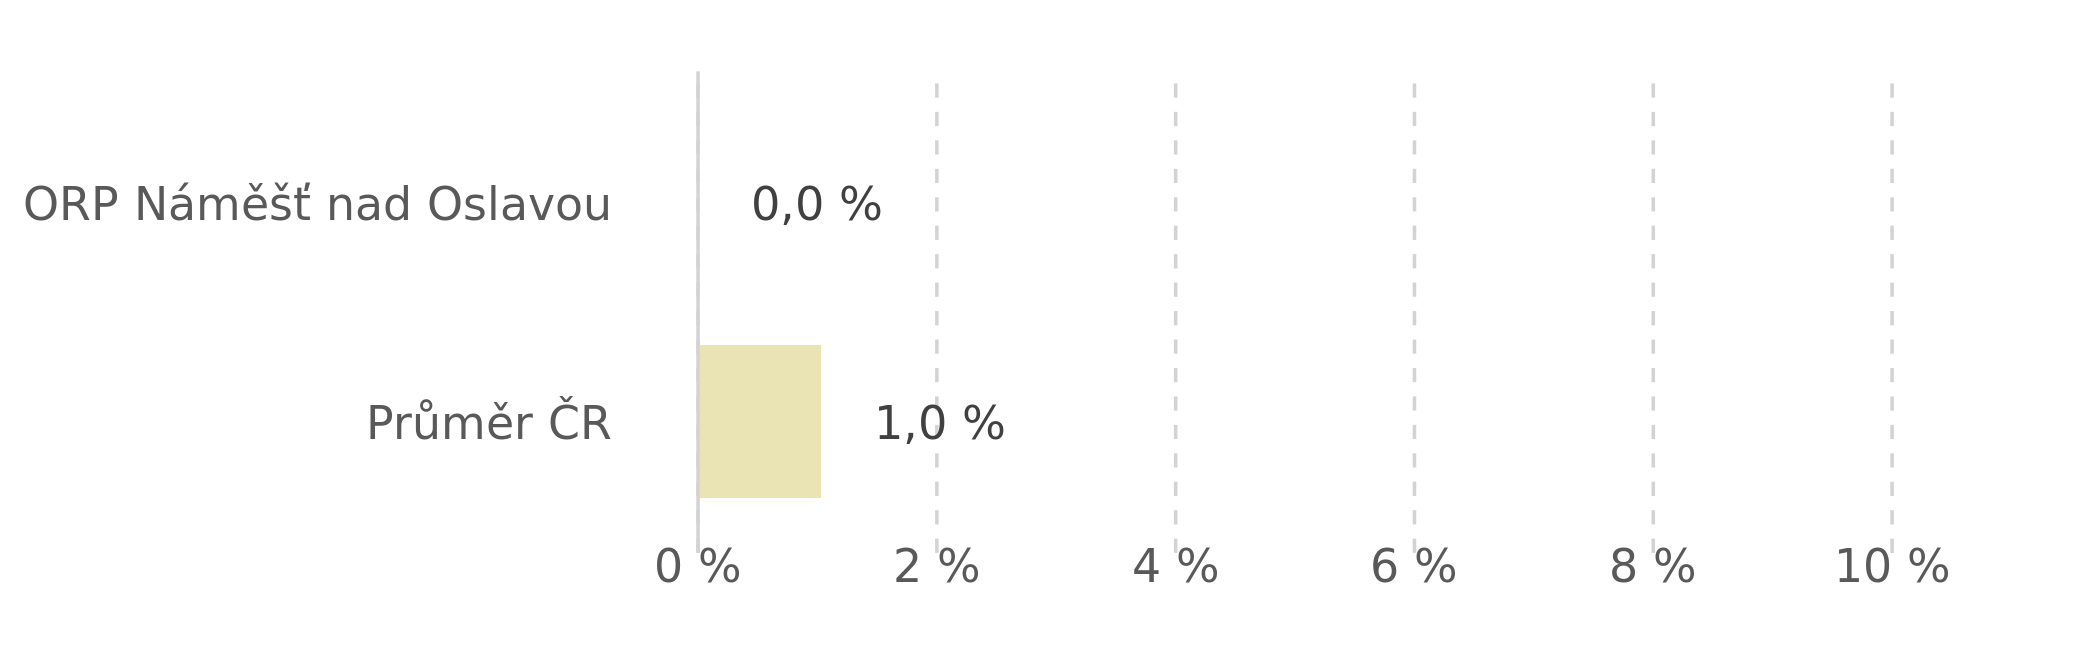 ORP Náměšť nad Oslavou
0,0 %
Průměr ČR
1,0 %
0 % 2 % 4 % 6 % 8 % 10 %